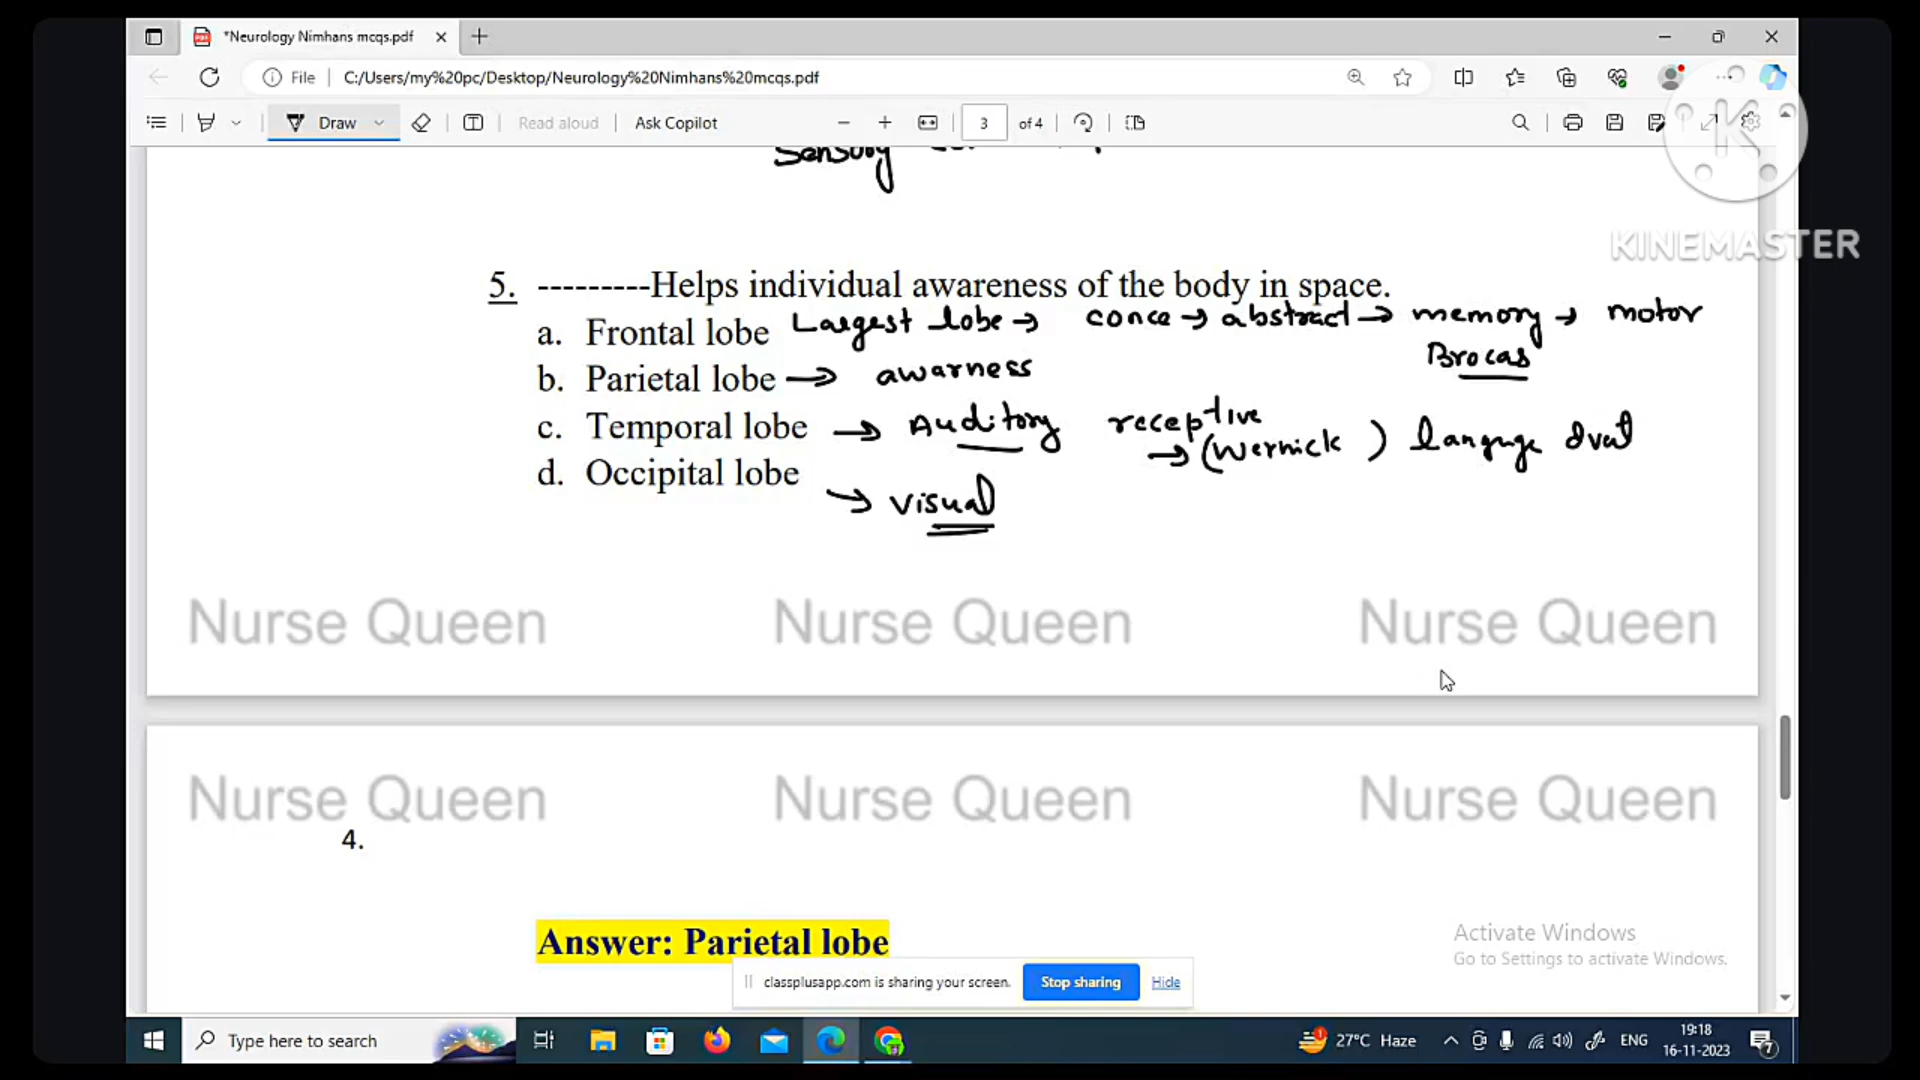 *Neurology Nimhans mcqs.pdf
File C:/Users/my%20pc/Desktop/Neurology%20Nimhans%20mcqs.pdf
Draw Read aloud Ask Copilot 3 of 4
KINEMASTER
Sensory
5. ---------Helps individual awareness of the body in space.
a. Frontal lobe Largest lobe → conce → abstract → memory → motor
Brocas
b. Parietal lobe → awarness
c. Temporal lobe → Auditory receptive
→ (Wernick )
d. Occipital lobe
→ visual
Nurse Queen Nurse Queen Nurse Queen
Nurse Queen Nurse Queen Nurse Queen
4.
Answer: Parietal lobe
Activate Windows
Go to Settings to activate Windows.
classplusapp.com is sharing your screen. Stop sharing Hide
Type here to search 27°C Haze ENG 19:18
16-11-2023 7